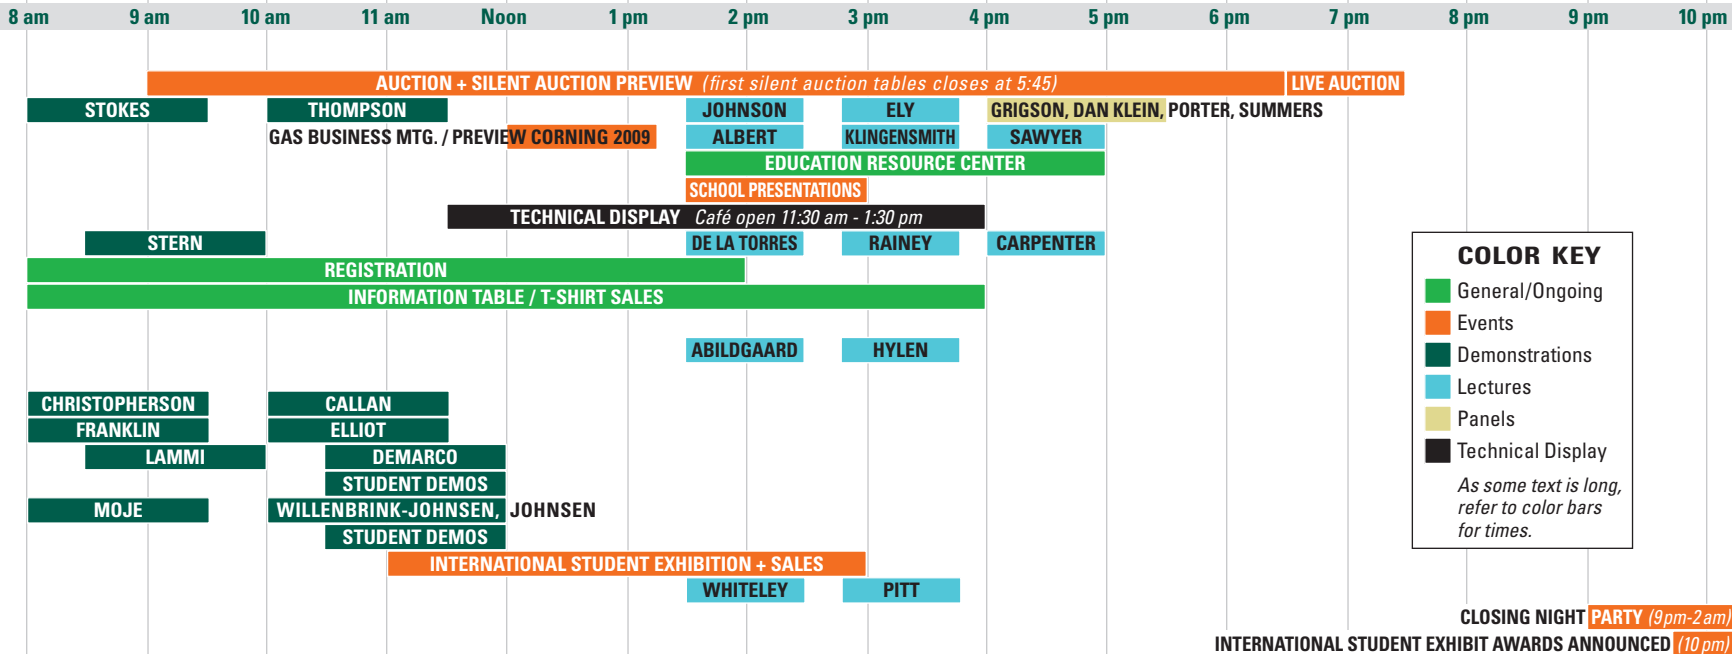 8 am 9 am 10 am 11 am Noon 1 pm 2 pm 3 pm 4 pm 5 pm 6 pm 7 pm 8 pm 9 pm 10 pm
AUCTION + SILENT AUCTION PREVIEW (first silent auction tables closes at 5:45) LIVE AUCTION
STOKES THOMPSON JOHNSON ELY GRIGSON, DAN KLEIN, PORTER, SUMMERS
GAS BUSINESS MTG. / PREVIEW CORNING 2009 ALBERT KLINGENSMITH SAWYER
EDUCATION RESOURCE CENTER
SCHOOL PRESENTATIONS
TECHNICAL DISPLAY Café open 11:30 am - 1:30 pm
STERN DE LA TORRES RAINEY CARPENTER
REGISTRATION
INFORMATION TABLE / T-SHIRT SALES
ABILDGAARD HYLEN
CHRISTOPHERSON CALLAN
FRANKLIN ELLIOT
LAMMI DEMARCO
STUDENT DEMOS
MOJE WILLENBRINK-JOHNSEN, JOHNSEN
STUDENT DEMOS
INTERNATIONAL STUDENT EXHIBITION + SALES
WHITELEY PITT
CLOSING NIGHT PARTY (9pm-2am)
INTERNATIONAL STUDENT EXHIBIT AWARDS ANNOUNCED (10 pm)
COLOR KEY
General/Ongoing
Events
Demonstrations
Lectures
Panels
Technical Display
As some text is long,
refer to color bars
for times.